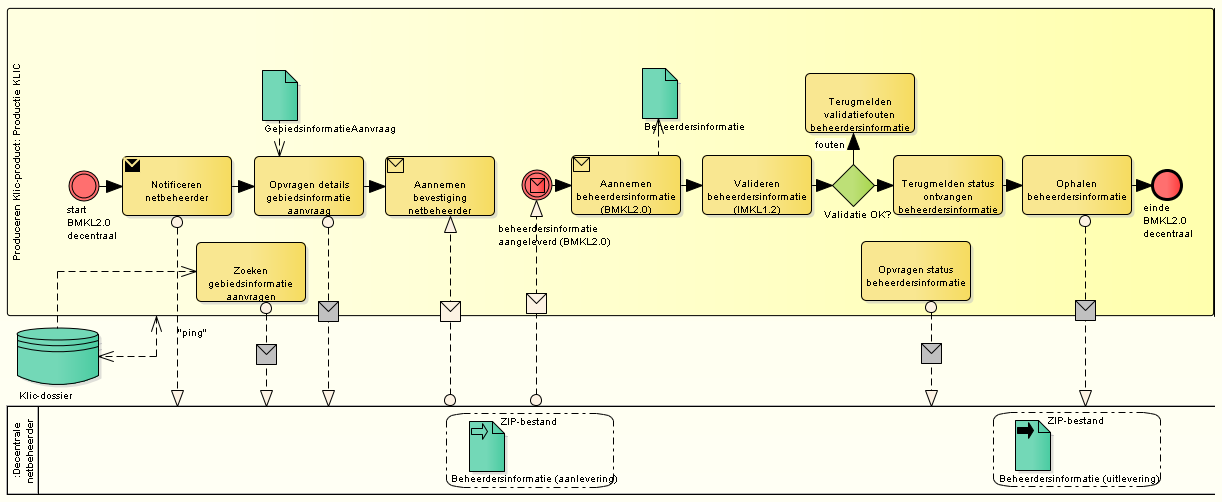 Produceren Klic-product: Productie KLIC
GebiedsinformatieAanvraag
Beheerdersinformatie
Terugmelden
validatiefouten
beheerdersinformatie
fouten
start
BMKL2.0
decentraal
Notificeren
netbeheerder
Opvragen details
gebiedsinformatie
aanvraag
Aannemen
bevestiging
netbeheerder
beheerdersinformatie
aangeleverd (BMKL2.0)
Aannemen
beheerdersinformatie
(BMKL2.0)
Valideren
beheerdersinformatie
(IMKL1.2)
Validatie OK?
Terugmelden status
ontvangen
beheerdersinformatie
Ophalen
beheerdersinformatie
einde
BMKL2.0
decentraal
Zoeken
gebiedsinformatie
aanvragen
Opvragen status
beheerdersinformatie
"ping"
Klic-dossier
:Decentrale
netbeheerder
ZIP-bestand
Beheerdersinformatie (aanlevering)
ZIP-bestand
Beheerdersinformatie (uitlevering)